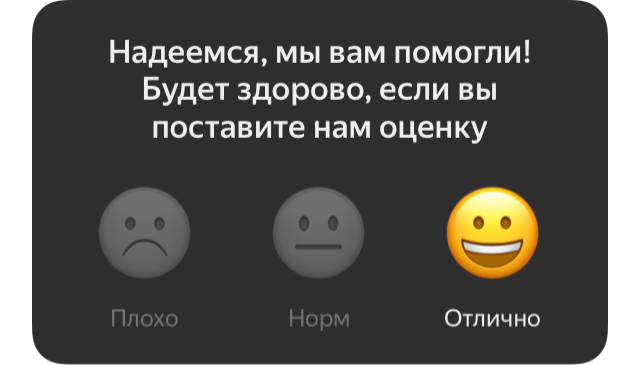 Надеемся, мы вам помогли!
Будет здорово, если вы
поставите нам оценку
Плохо
Норм
Отлично